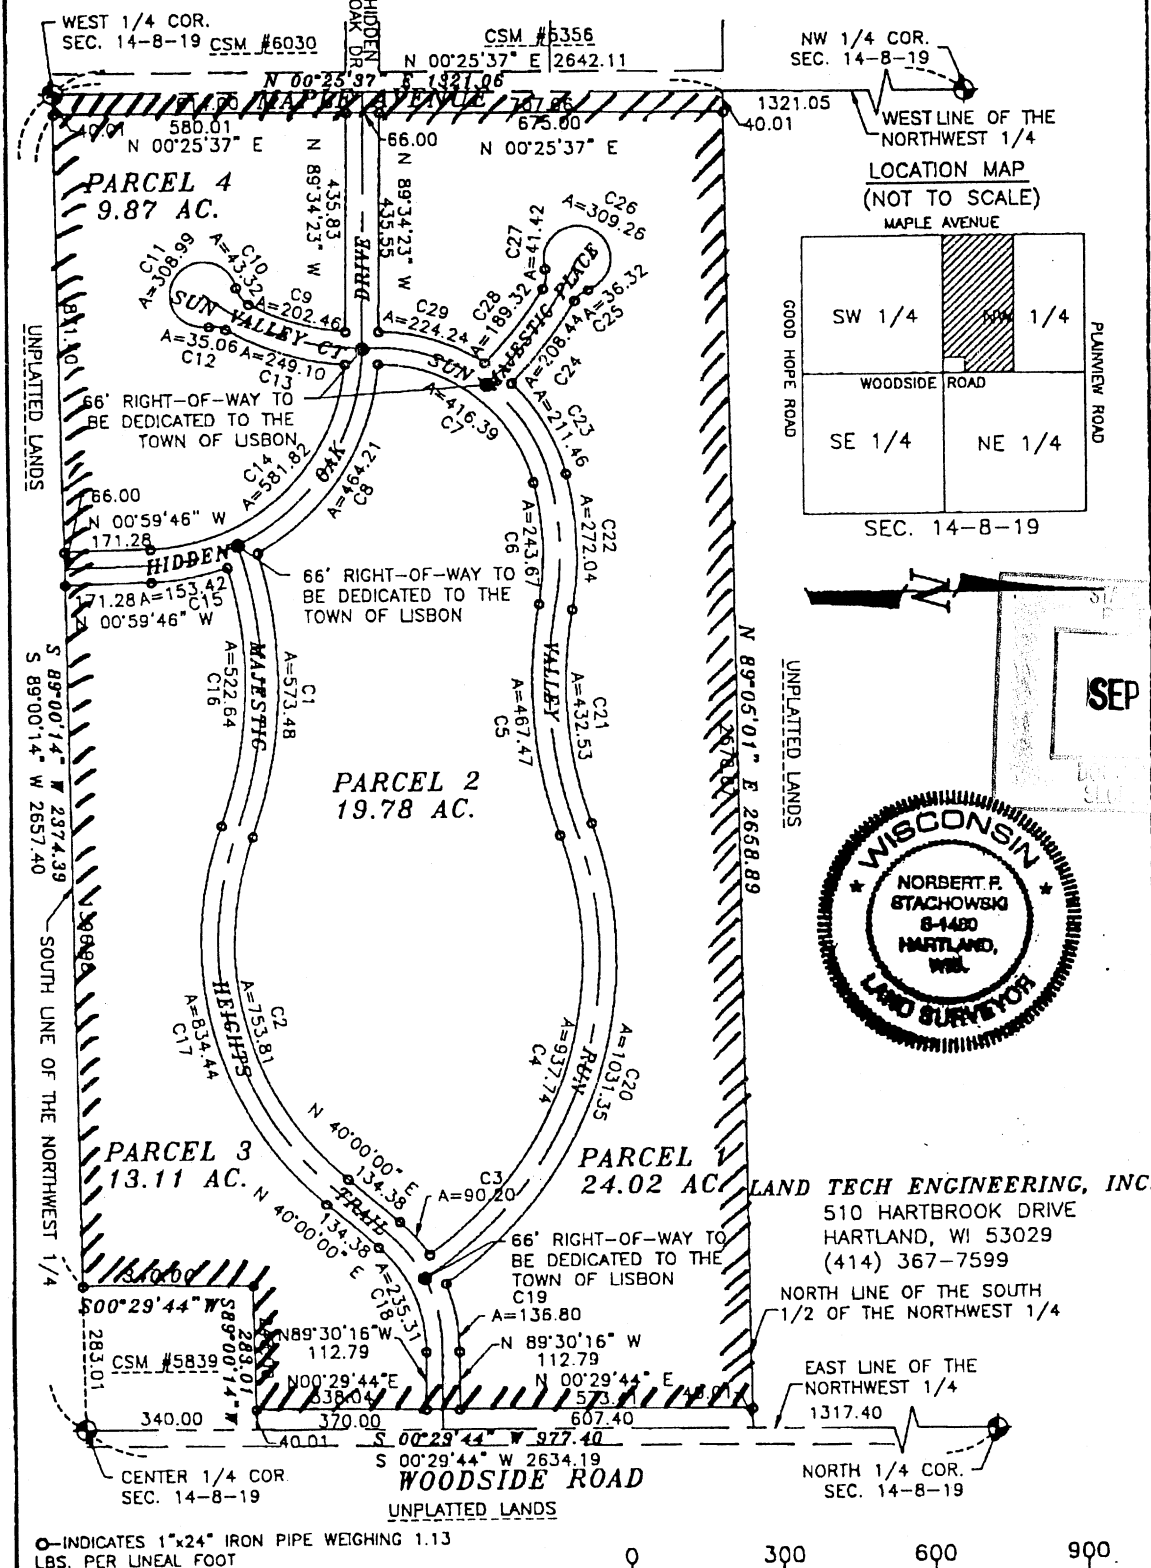 WEST 1/4 COR.
SEC. 14-8-19
CSM #6030
HIDDEN
OAK DR
CSM #5356
N 00°25'37" E 2642.11
N 00°25'37" E 1321.06
MAPLE AVENUE
NW 1/4 COR.
SEC. 14-8-19
1321.05
40.01
WEST LINE OF THE
NORTHWEST 1/4
40.01
580.01
N 00°25'37" E
66.00
675.00
N 00°25'37" E
LOCATION MAP
(NOT TO SCALE)
MAPLE AVENUE
SW 1/4
NW 1/4
GOOD HOPE ROAD
PLAINVIEW ROAD
WOODSIDE ROAD
SE 1/4
NE 1/4
SEC. 14-8-19
N
PARCEL 4
9.87 AC.
N 89°34'23" W
435.83
N 89°34'23" W
435.55
C11
A=308.99
C10
A=43.32
C9
A=202.46
SUN VALLEY CT
A=35.06
C12
A=249.10
C13
C29
A=224.24
C28
A=189.32
C27
A=41.42
C26
A=309.26
MAJESTIC PLACE
A=36.32
C25
A=208.44
C24
SUN
A=416.39
C7
C23
A=211.46
66' RIGHT-OF-WAY TO
BE DEDICATED TO THE
TOWN OF LISBON
UNPLATTED LANDS
C14
A=581.82
OAK
A=464.21
C8
66.00
N 00°59'46" W
171.28
HIDDEN
171.28
A=153.42
C15
N 00°59'46" W
66' RIGHT-OF-WAY TO
BE DEDICATED TO THE
TOWN OF LISBON
A=243.67
C6
C22
A=272.04
VALLEY
A=467.47
C5
C21
A=432.53
N 89°05'01" E 2658.89
UNPLATTED LANDS
SEP
MAJESTIC
A=522.64
C16
C1
A=573.48
S 89°00'14" W 2374.39
S 89°00'14" W 2657.40
SOUTH LINE OF THE NORTHWEST 1/4
PARCEL 2
19.78 AC.
WISCONSIN
NORBERT P.
STACHOWSKI
S-1480
HARTLAND,
WIS.
LAND SURVEYOR
HEIGHTS
C2
A=753.81
A=834.44
C17
A=937.74
C4
RUN
C20
A=1031.35
PARCEL 3
13.11 AC.
N 40°00'00" E
134.38
TRAIL
N 40°00'00" E
134.38
C3
A=90.20
PARCEL 1
24.02 AC.
LAND TECH ENGINEERING, INC.
510 HARTBROOK DRIVE
HARTLAND, WI 53029
(414) 367-7599
66' RIGHT-OF-WAY TO
BE DEDICATED TO THE
TOWN OF LISBON
C19
A=136.80
A=235.31
C18
NORTH LINE OF THE SOUTH
1/2 OF THE NORTHWEST 1/4
S00°29'44"W
S89°00'14"W
283.01
283.01
CSM #5839
N89°30'16"W
112.79
N 89°30'16" W
112.79
N00°29'44"E
N 00°29'44" E
EAST LINE OF THE
NORTHWEST 1/4
340.00
370.00
607.40
1317.40
40.01
S 00°29'44" W 977.40
S 00°29'44" W 2634.19
WOODSIDE ROAD
UNPLATTED LANDS
CENTER 1/4 COR.
SEC. 14-8-19
NORTH 1/4 COR.
SEC. 14-8-19
O-INDICATES 1"x24" IRON PIPE WEIGHING 1.13
LBS. PER LINEAL FOOT
0 300 600 900